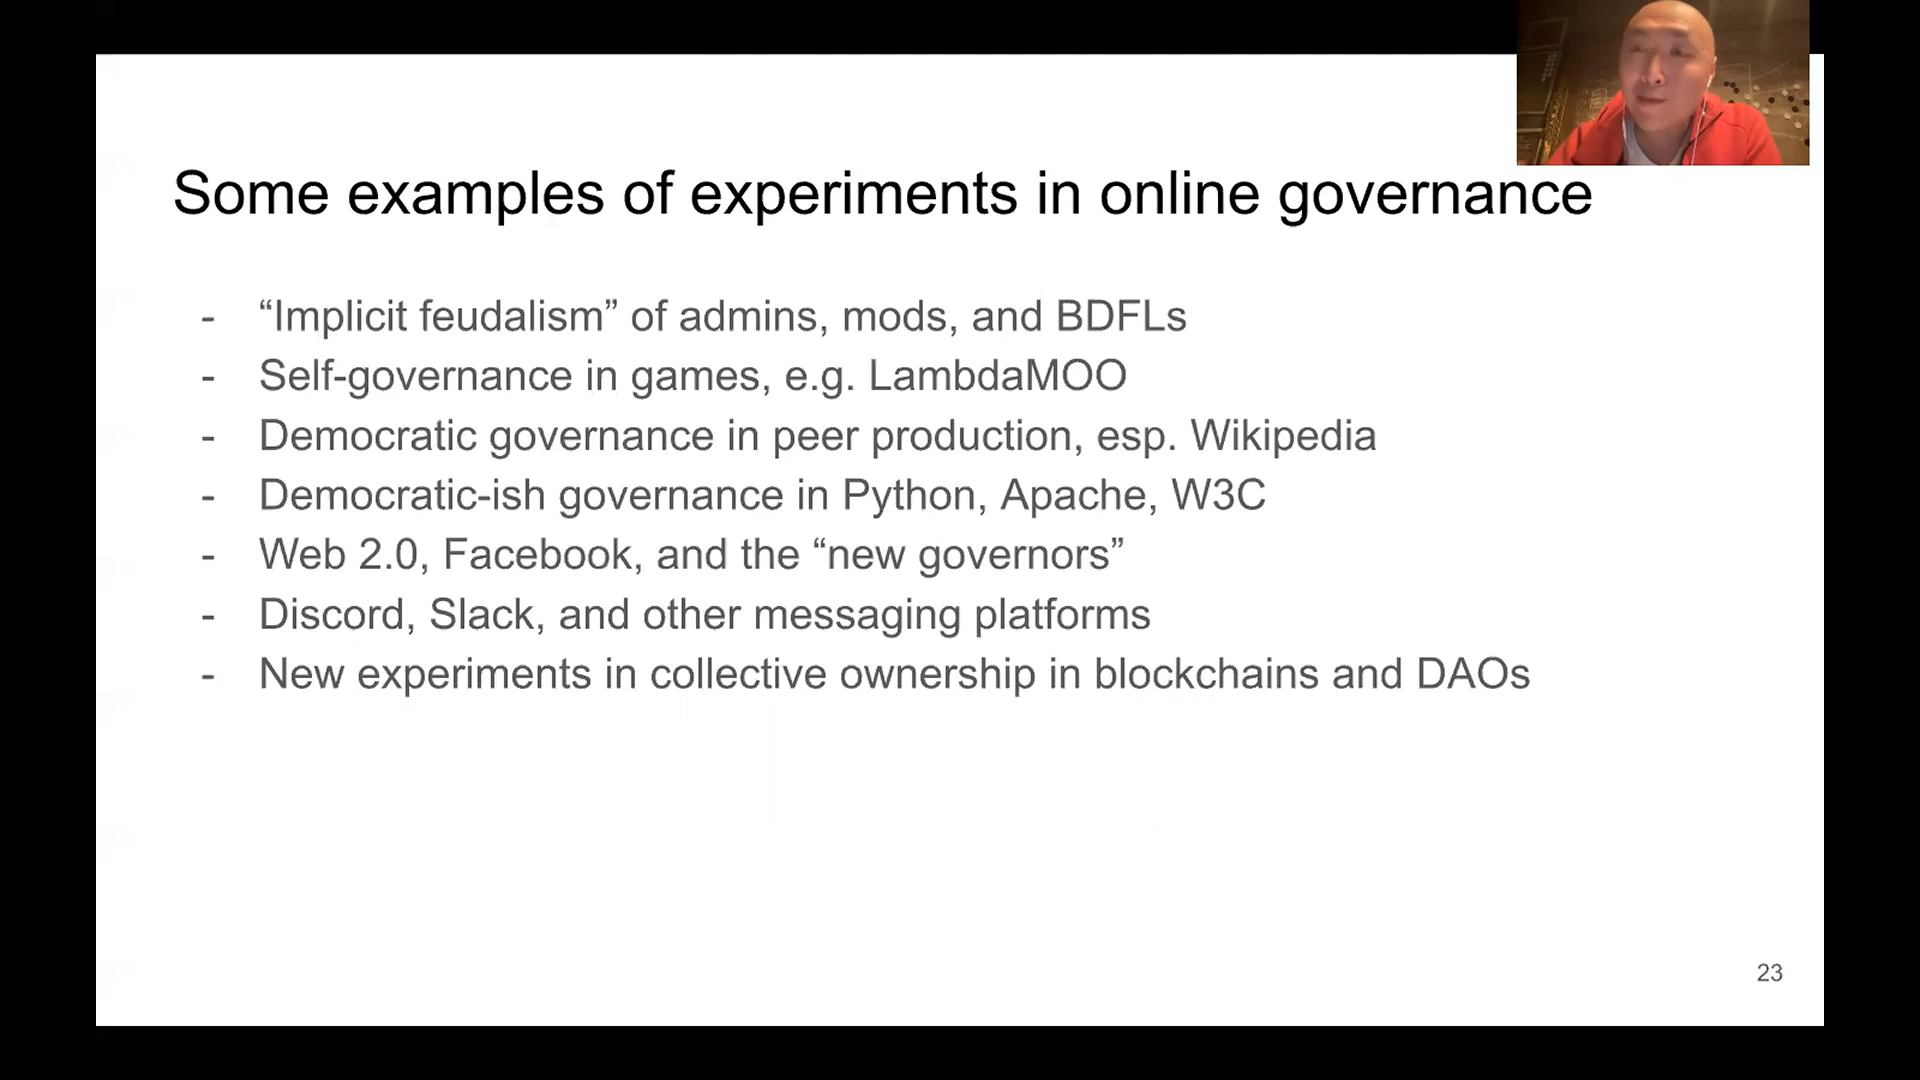 Some examples of experiments in online governance
- “Implicit feudalism” of admins, mods, and BDFLs
- Self-governance in games, e.g. LambdaMOO
- Democratic governance in peer production, esp. Wikipedia
- Democratic-ish governance in Python, Apache, W3C
- Web 2.0, Facebook, and the “new governors”
- Discord, Slack, and other messaging platforms
- New experiments in collective ownership in blockchains and DAOs
23